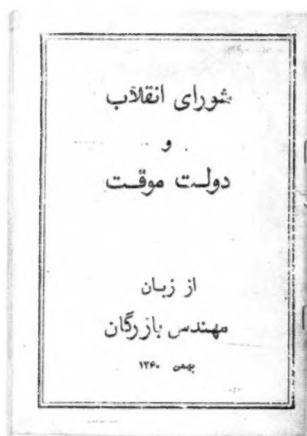 شورای انقلاب
و
دولت موقت
از زبان
مهندس بازرگان
بهمن ۱۳۶۰